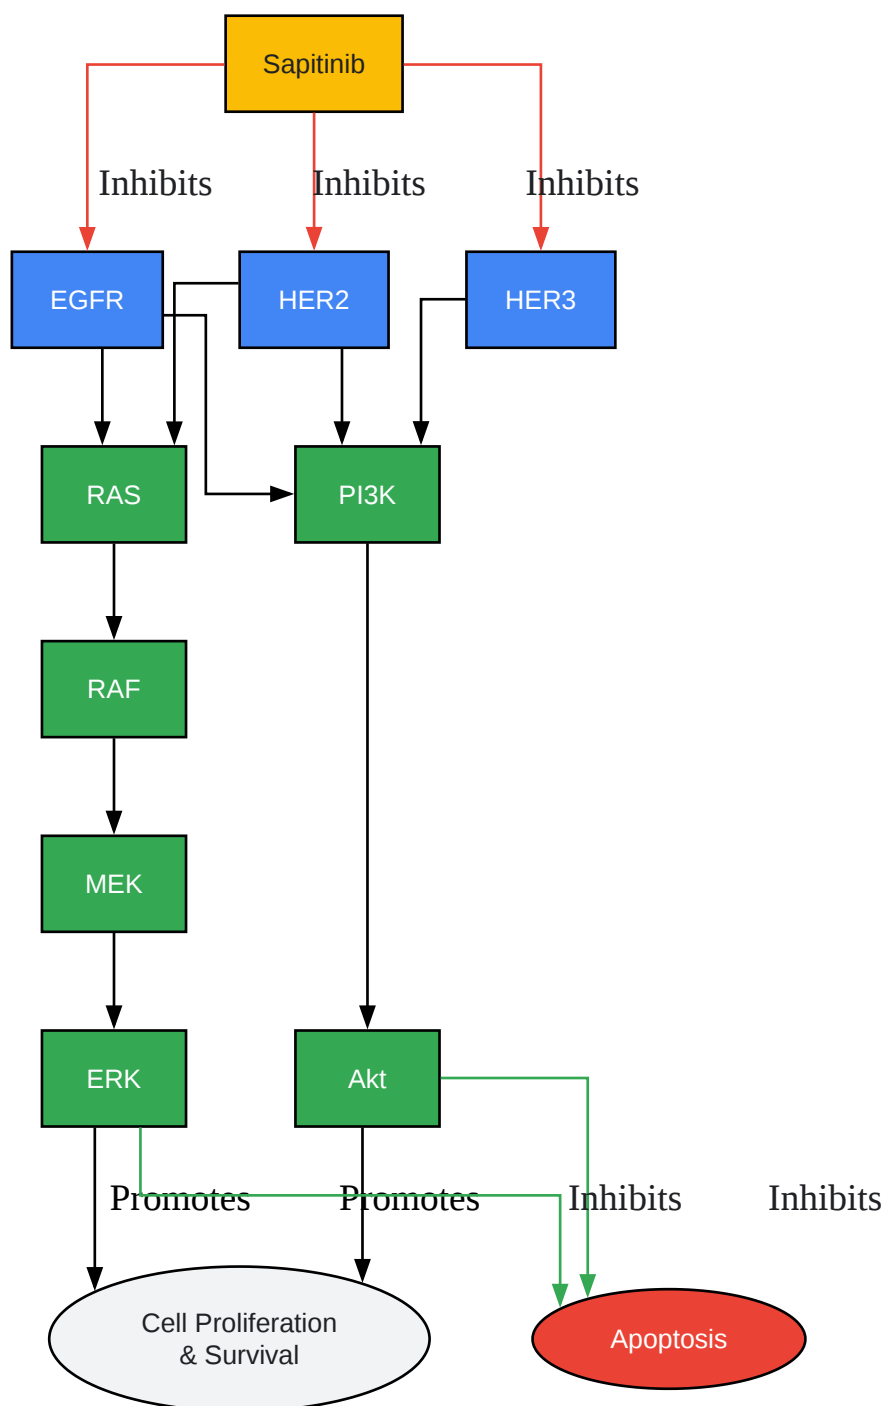 Sapitinib
Inhibits
Inhibits
Inhibits
EGFR
HER2
HER3
RAS
PI3K
RAF
MEK
ERK
Akt
Promotes
Promotes
Inhibits
Inhibits
Cell Proliferation
& Survival
Apoptosis